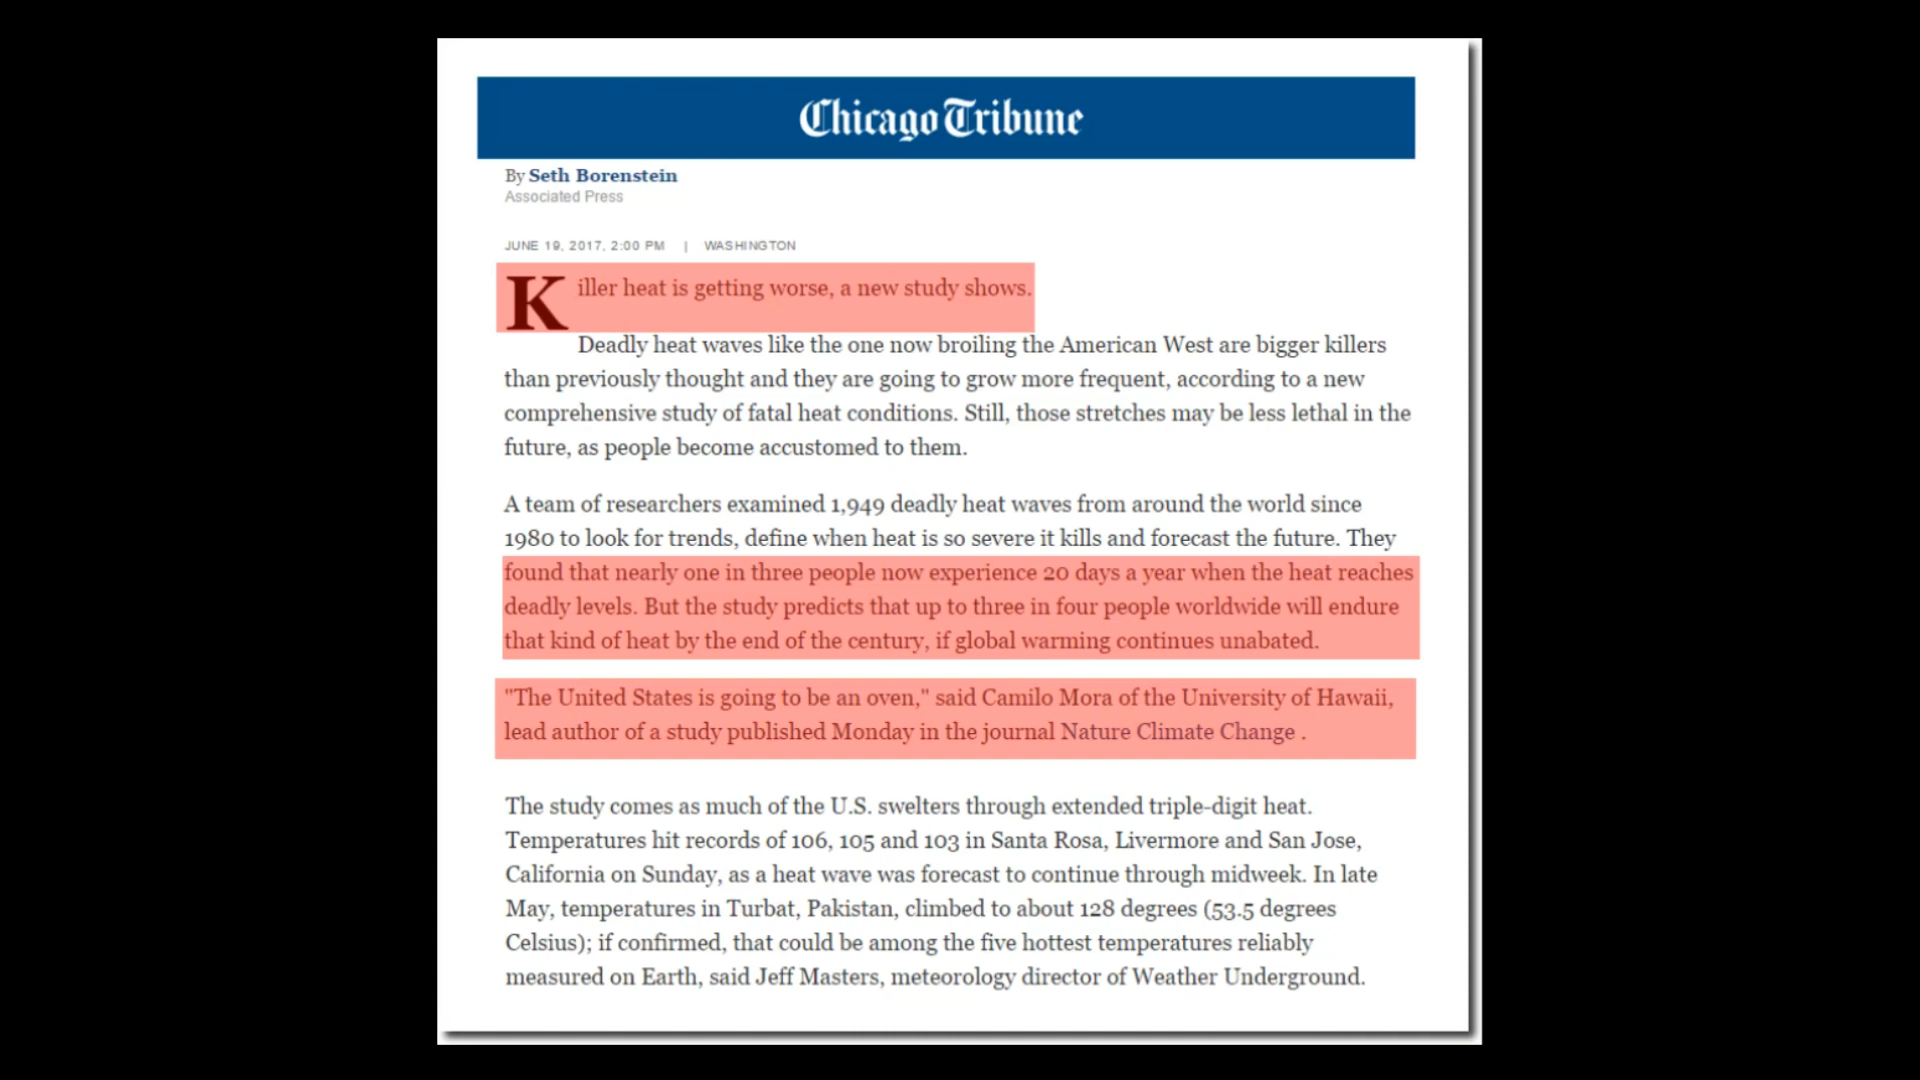 Chicago Tribune
By Seth Borenstein
Associated Press
JUNE 19, 2017, 2:00 PM | WASHINGTON
Killer heat is getting worse, a new study shows.
Deadly heat waves like the one now broiling the American West are bigger killers
than previously thought and they are going to grow more frequent, according to a new
comprehensive study of fatal heat conditions. Still, those stretches may be less lethal in the
future, as people become accustomed to them.
A team of researchers examined 1,949 deadly heat waves from around the world since
1980 to look for trends, define when heat is so severe it kills and forecast the future. They
found that nearly one in three people now experience 20 days a year when the heat reaches
deadly levels. But the study predicts that up to three in four people worldwide will endure
that kind of heat by the end of the century, if global warming continues unabated.
"The United States is going to be an oven," said Camilo Mora of the University of Hawaii,
lead author of a study published Monday in the journal Nature Climate Change .
The study comes as much of the U.S. swelters through extended triple-digit heat.
Temperatures hit records of 106, 105 and 103 in Santa Rosa, Livermore and San Jose,
California on Sunday, as a heat wave was forecast to continue through midweek. In late
May, temperatures in Turbat, Pakistan, climbed to about 128 degrees (53.5 degrees
Celsius); if confirmed, that could be among the five hottest temperatures reliably
measured on Earth, said Jeff Masters, meteorology director of Weather Underground.